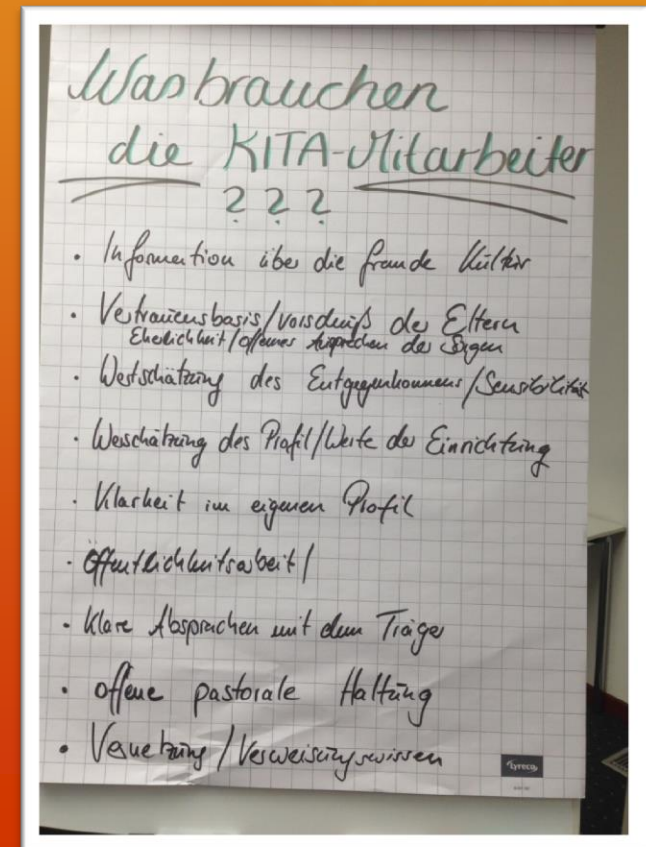 Was brauchen
die KITA-Mitarbeiter
? ? ?
• Information über die fremde Kultur
• Vertrauensbasis/Vorschuß der Eltern
Ehrlichkeit/offenes Ansprechen der Sorgen
• Wertschätzung des Entgegenkommens/Sensibilität
• Wertschätzung des Profil/Werte der Einrichtung
• Klarheit im eigenen Profil
• Öffentlichkeitsarbeit/
• Klare Absprachen mit dem Träger
• offene pastorale Haltung
• Vernetzung/Verweisungswissen
lyreco